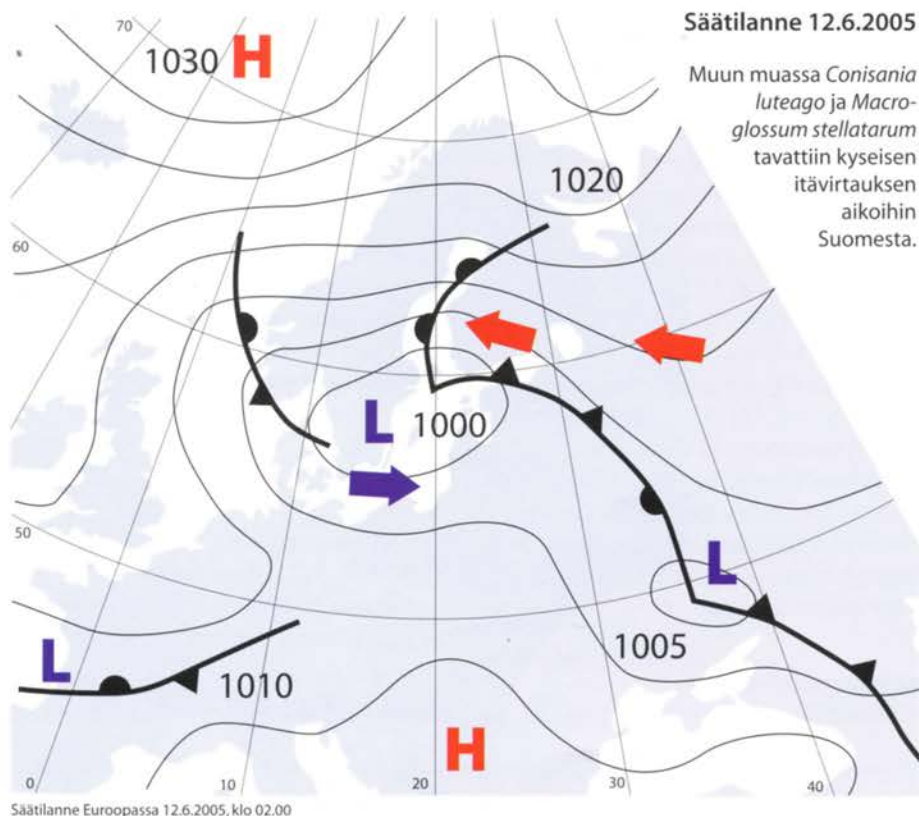 Säätilanne 12.6.2005
Muun muassa Conisania
luteago ja Macro-
glossum stellatarum
tavattiin kyseisen
itävirtauksen
aikoihin
Suomesta.
70
1030 H
1020
60
L
1000
50
L
1005
L
1010
H
0
10
20
30
40
Säätilanne Euroopassa 12.6.2005, klo 02.00